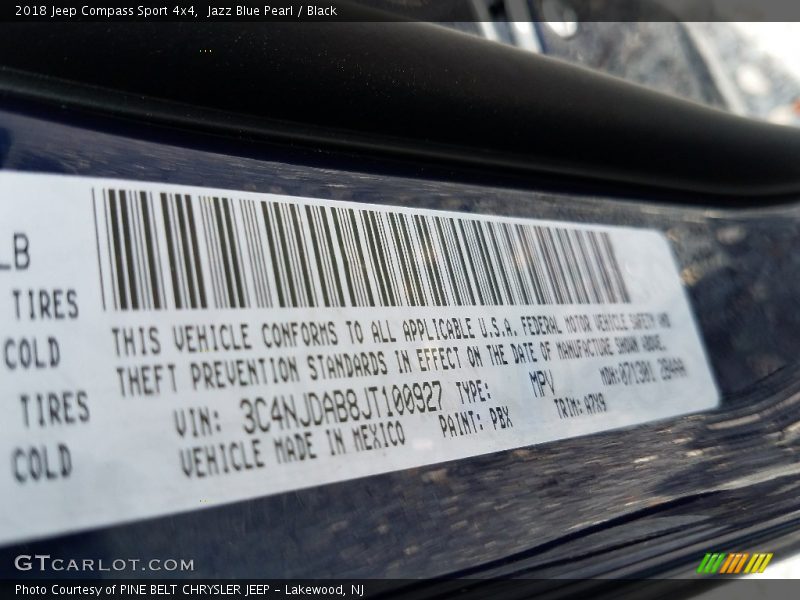 2018 Jeep Compass Sport 4x4, Jazz Blue Pearl / Black
LB
TIRES
COLD
TIRES
COLD
THIS VEHICLE CONFORMS TO ALL APPLICABLE U.S.A. FEDERAL MOTOR VEHICLE SAFETY AND
THEFT PREVENTION STANDARDS IN EFFECT ON THE DATE OF MANUFACTURE SHOWN ABOVE.
VIN: 3C4NJDAB8JT100927 TYPE: MPV MDH:071301
VEHICLE MADE IN MEXICO PAINT: PBX TRIM: A7X9
GTCARLOT.COM
Photo Courtesy of PINE BELT CHRYSLER JEEP - Lakewood, NJ